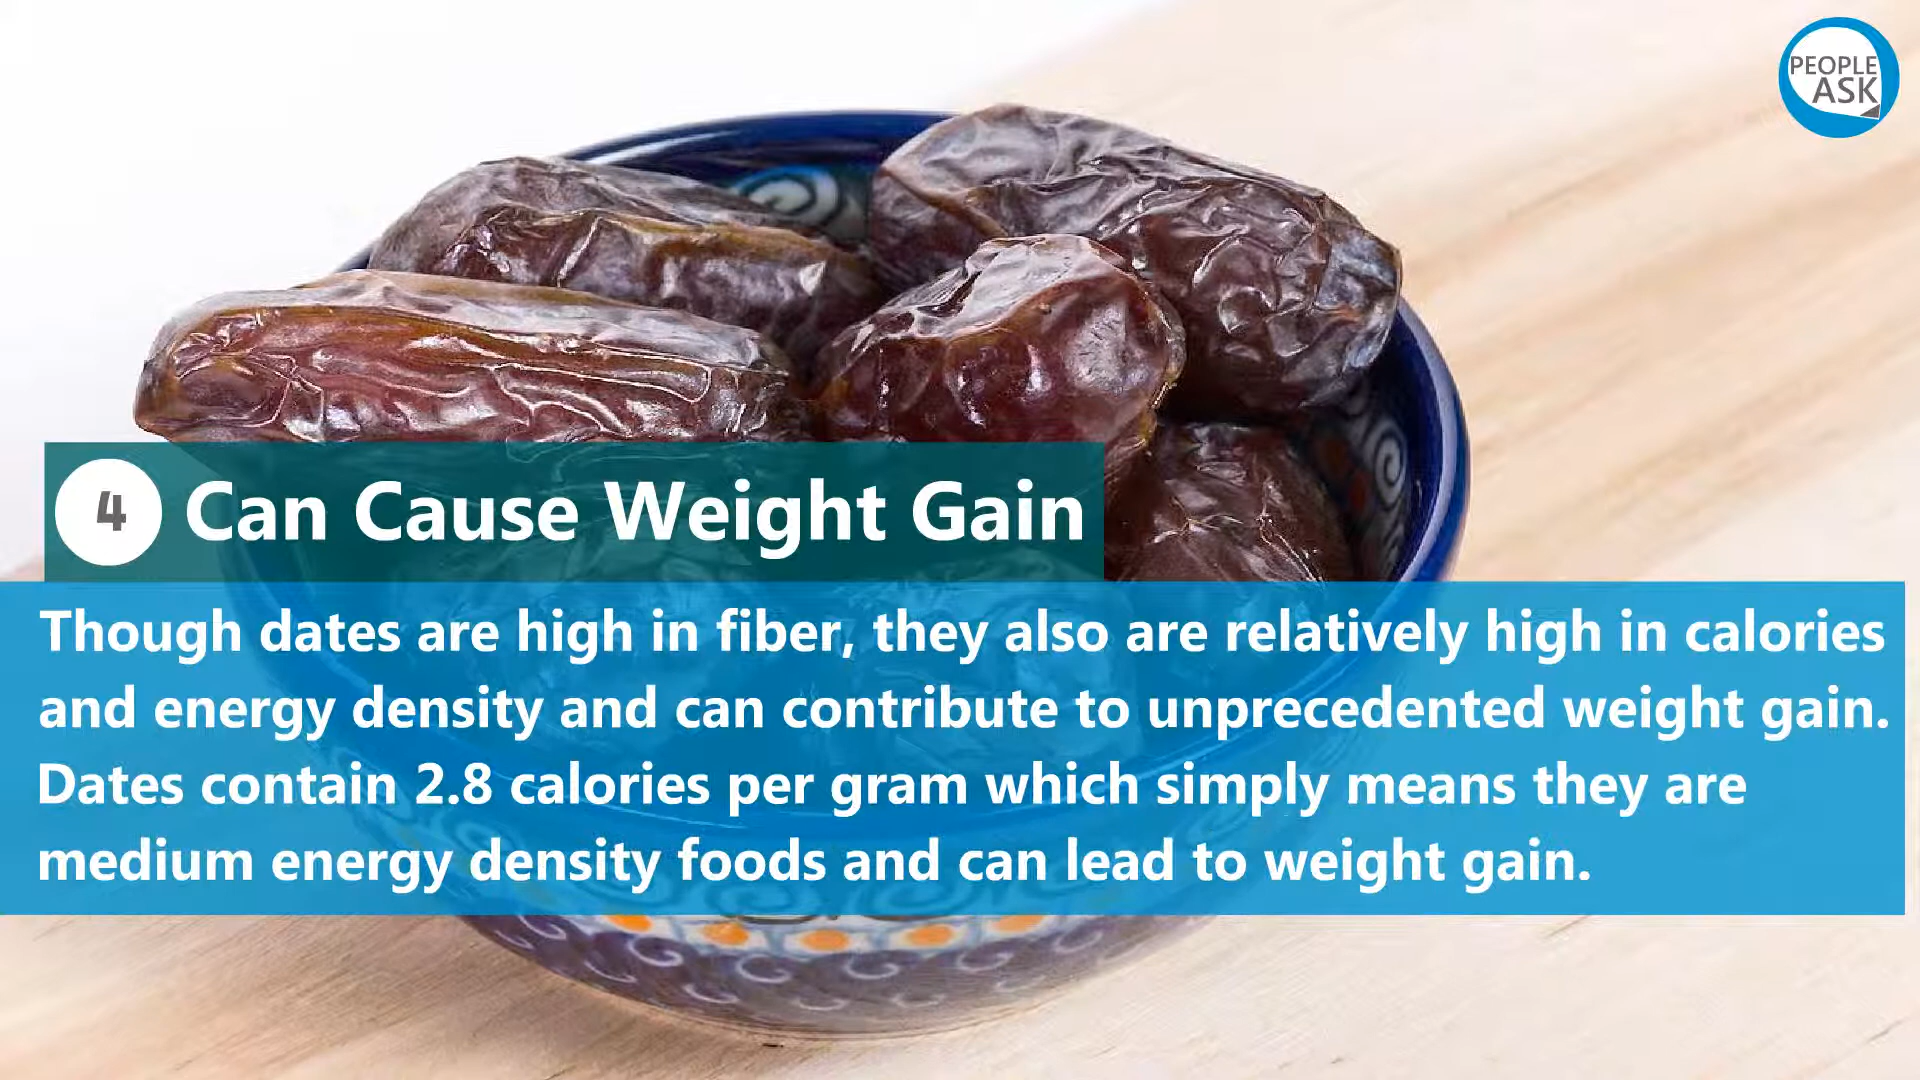 PEOPLE
ASK
4 Can Cause Weight Gain
Though dates are high in fiber, they also are relatively high in calories
and energy density and can contribute to unprecedented weight gain.
Dates contain 2.8 calories per gram which simply means they are
medium energy density foods and can lead to weight gain.